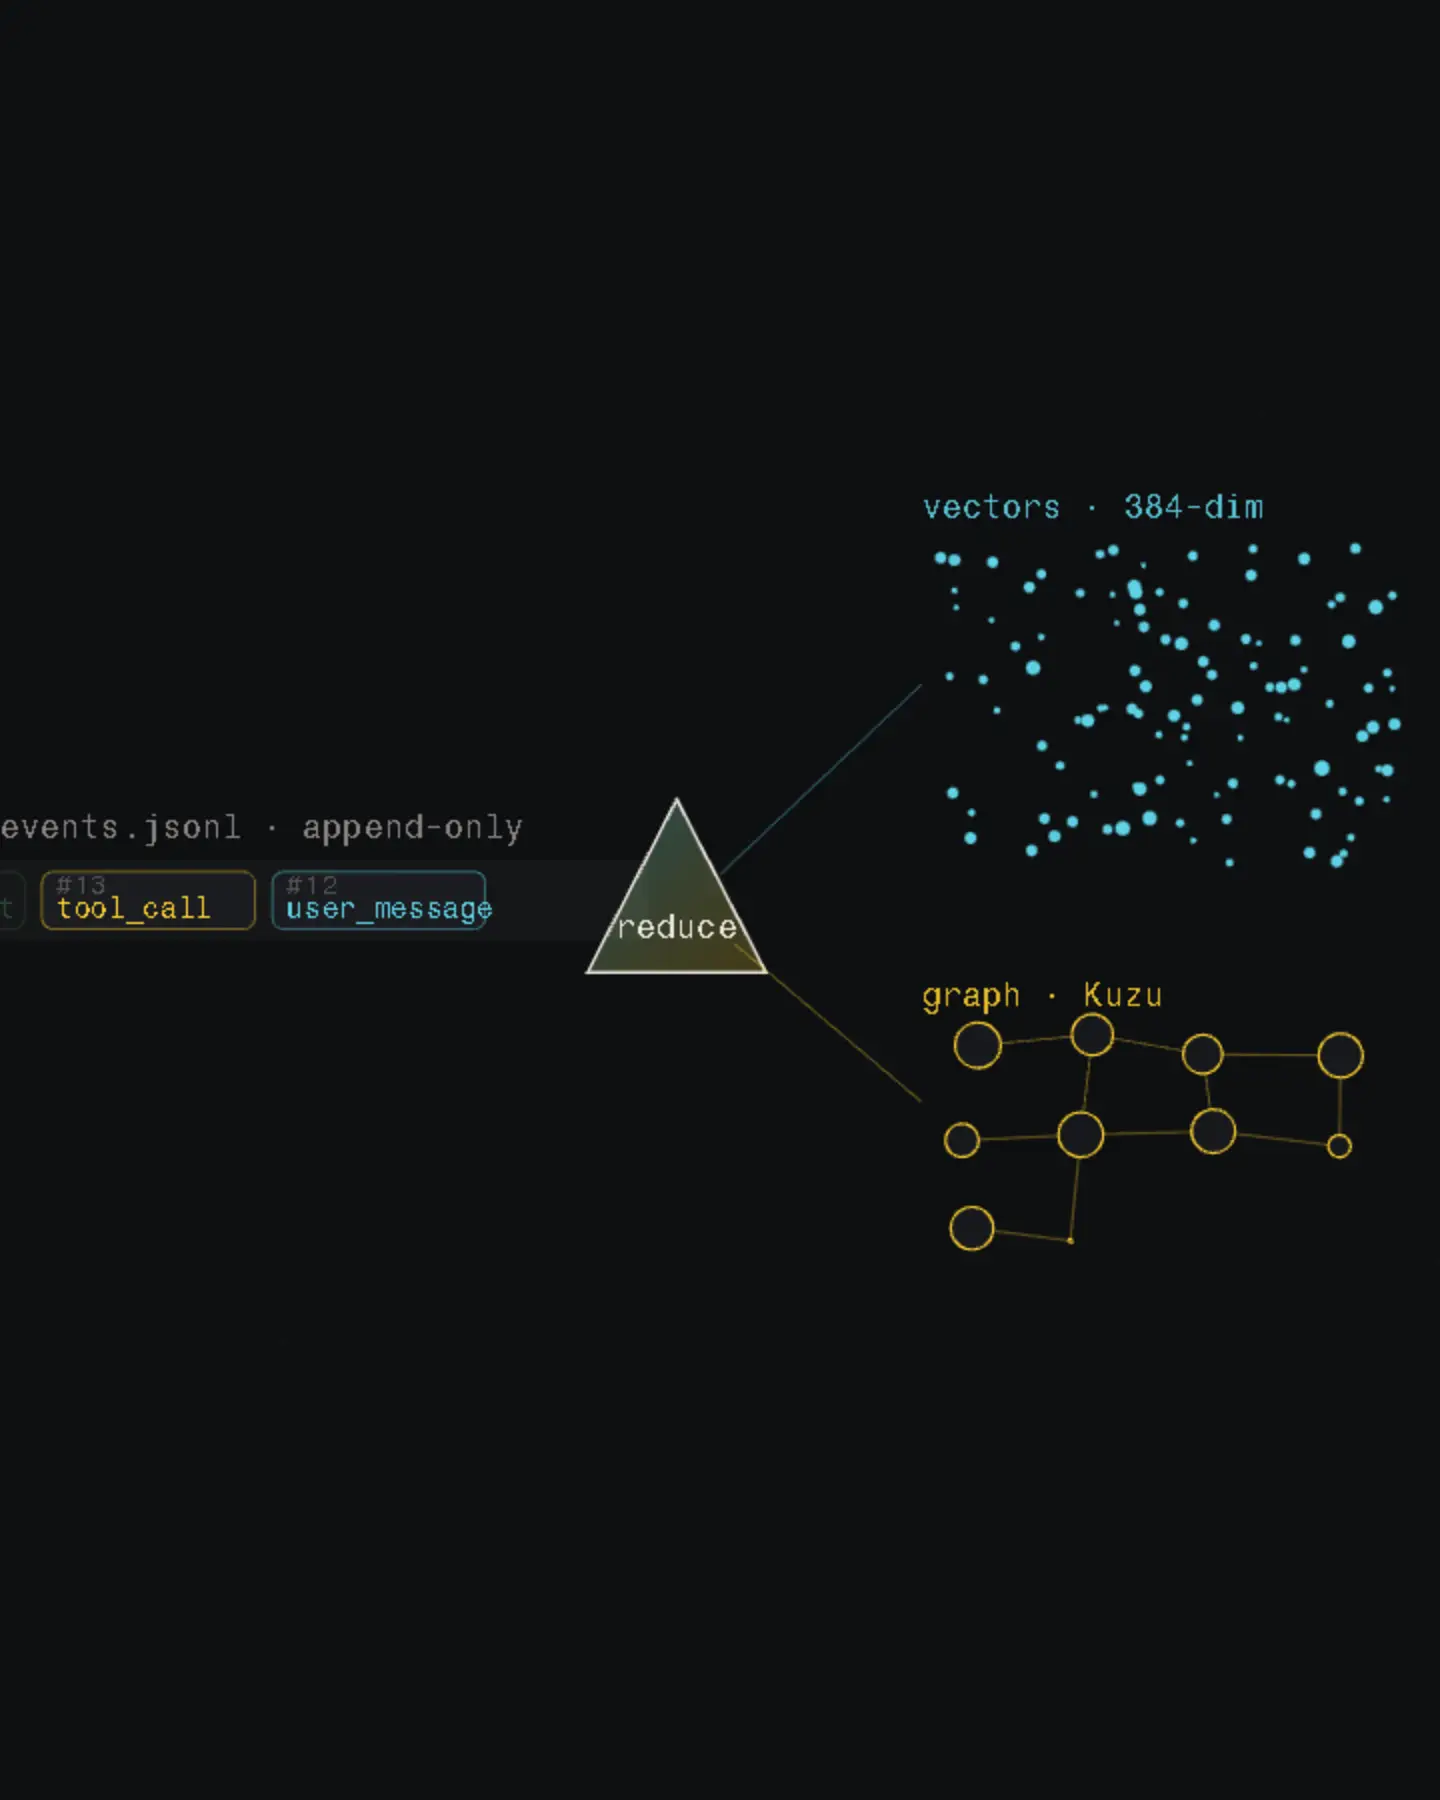 vectors · 384-dim
events.jsonl · append-only
t
#13
tool_call
#12
user_message
reduce
graph · Kuzu